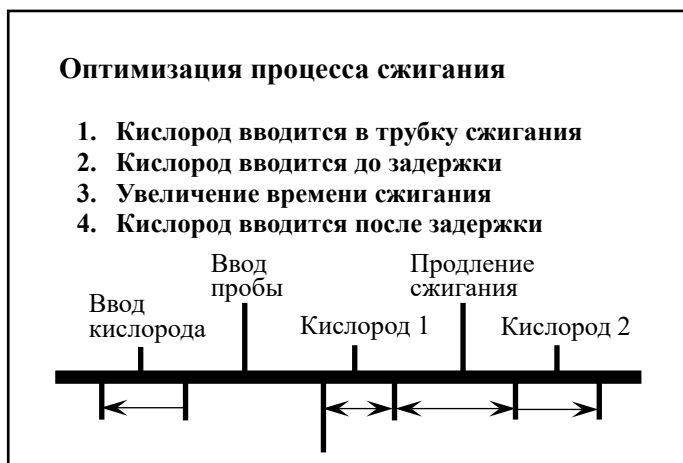 Оптимизация процесса сжигания
1. Кислород вводится в трубку сжигания
2. Кислород вводится до задержки
3. Увеличение времени сжигания
4. Кислород вводится после задержки
Ввод
пробы
Продление
сжигания
Ввод
кислорода
Кислород 1
Кислород 2